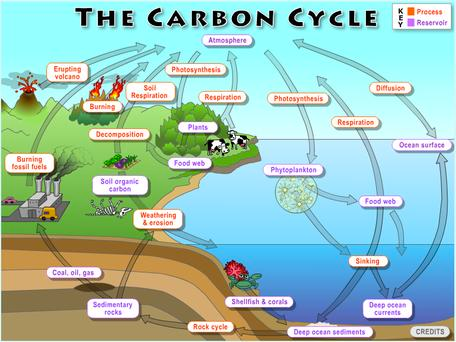 THE CARBON CYCLE
KEY
Process
Reservoir
Atmosphere
Erupting
volcano
Photosynthesis
Soil
Respiration
Burning
Respiration
Photosynthesis
Diffusion
Respiration
Decomposition
Plants
Ocean surface
Burning
fossil fuels
Food web
Phytoplankton
Soil organic
carbon
Food web
Weathering
& erosion
Sinking
Coal, oil, gas
Shellfish & corals
Sedimentary
rocks
Deep ocean
currents
Rock cycle
Deep ocean sediments
CREDITS